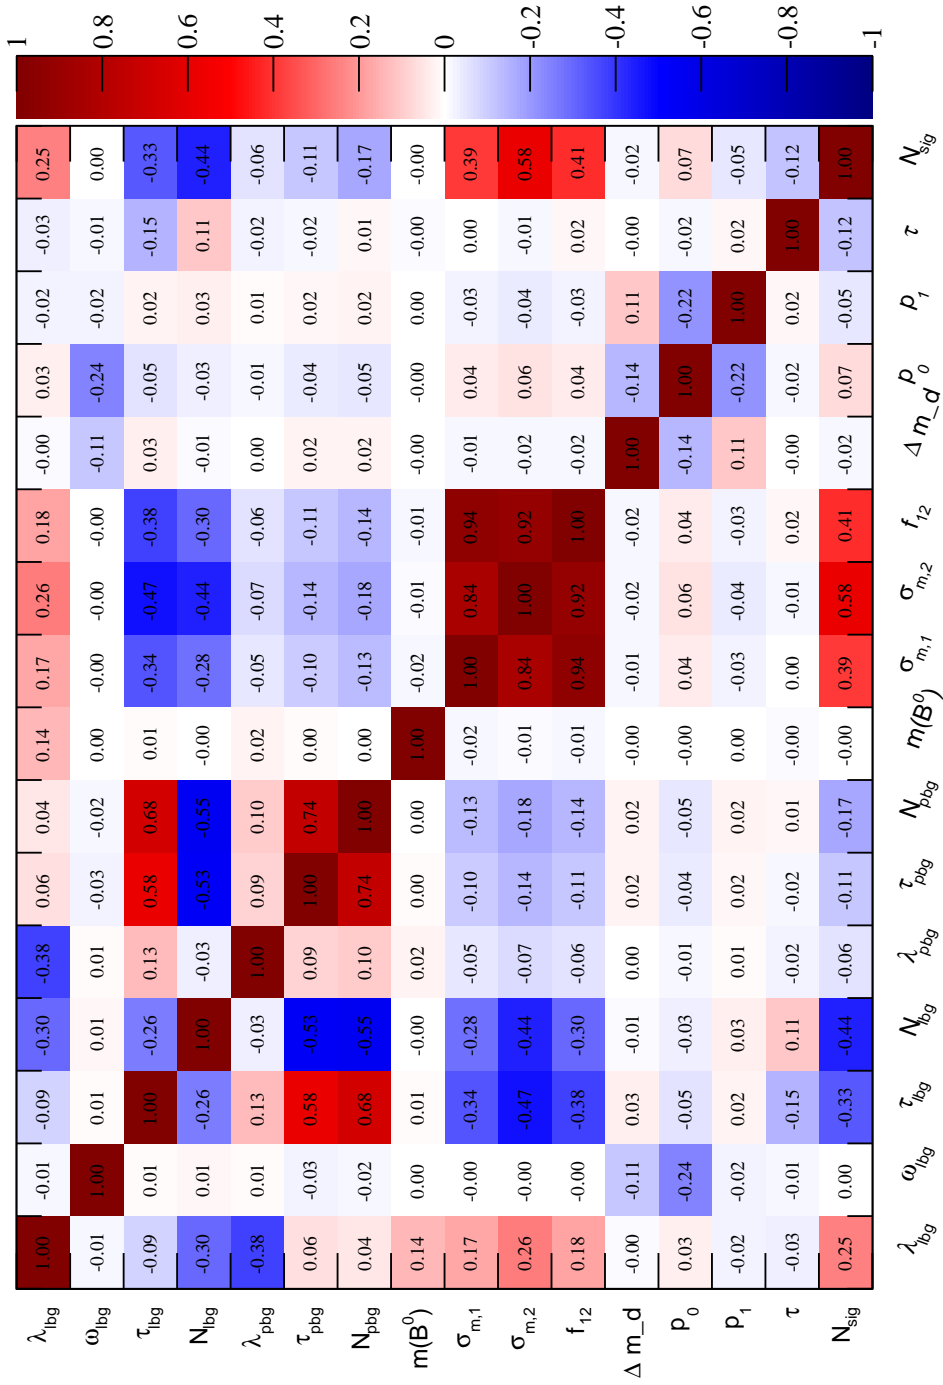 λ_lbg 1.00 -0.01 -0.09 -0.30 -0.38 0.06 0.04 0.14 0.17 0.26 0.18 -0.00 0.03 -0.02 -0.03 0.25
ω_lbg -0.01 1.00 0.01 0.01 0.01 -0.03 -0.02 0.00 -0.00 -0.00 -0.00 -0.11 -0.24 -0.02 -0.01 0.00
τ_lbg -0.09 0.01 1.00 -0.26 0.13 0.58 0.68 0.01 -0.34 -0.47 -0.38 0.03 -0.05 0.02 -0.15 -0.33
N_lbg -0.30 0.01 -0.26 1.00 -0.03 -0.53 -0.55 -0.00 -0.28 -0.44 -0.30 -0.01 -0.03 0.03 0.11 -0.44
λ_pbg -0.38 0.01 0.13 -0.03 1.00 0.09 0.10 0.02 -0.05 -0.07 -0.06 0.00 -0.01 0.01 -0.02 -0.06
τ_pbg 0.06 -0.03 0.58 -0.53 0.09 1.00 0.74 0.00 -0.10 -0.14 -0.11 0.02 -0.04 0.02 -0.02 -0.11
N_pbg 0.04 -0.02 0.68 -0.55 0.10 0.74 1.00 0.00 -0.13 -0.18 -0.14 0.02 -0.05 0.02 0.01 -0.17
m(B⁰) 0.14 0.00 0.01 -0.00 0.02 0.00 0.00 1.00 -0.02 -0.01 -0.01 -0.00 -0.00 0.00 -0.00 -0.00
σ_m,1 0.17 -0.00 -0.34 -0.28 -0.05 -0.10 -0.13 -0.02 1.00 0.84 0.94 -0.01 0.04 -0.03 0.00 0.39
σ_m,2 0.26 -0.00 -0.47 -0.44 -0.07 -0.14 -0.18 -0.01 0.84 1.00 0.92 -0.01 0.06 -0.04 -0.01 0.58
f_12 0.18 -0.00 -0.38 -0.30 -0.06 -0.11 -0.14 -0.01 0.94 0.92 1.00 -0.02 0.04 -0.03 0.02 0.41
Δ m_d -0.00 -0.11 0.03 -0.01 0.00 0.02 0.02 -0.00 -0.01 -0.02 -0.02 1.00 -0.14 0.11 -0.00 -0.02
p_0 0.03 -0.24 -0.05 -0.03 -0.01 -0.04 -0.05 -0.00 0.04 0.06 0.04 -0.14 1.00 -0.22 -0.02 0.07
p_1 -0.02 -0.02 0.02 0.03 0.01 0.02 0.02 0.00 -0.03 -0.04 -0.03 0.11 -0.22 1.00 0.02 -0.05
τ -0.03 -0.01 -0.15 0.11 -0.02 -0.02 0.01 -0.00 0.00 -0.01 0.02 -0.00 -0.02 0.02 1.00 -0.12
N_sig 0.25 0.00 -0.33 -0.44 -0.06 -0.11 -0.17 -0.00 0.39 0.58 0.41 -0.02 0.07 -0.05 -0.12 1.00
λ_lbg ω_lbg τ_lbg N_lbg λ_pbg τ_pbg N_pbg m(B⁰) σ_m,1 σ_m,2 f_12 Δ m_d p_0 p_1 τ N_sig
1
0.8
0.6
0.4
0.2
0
-0.2
-0.4
-0.6
-0.8
-1